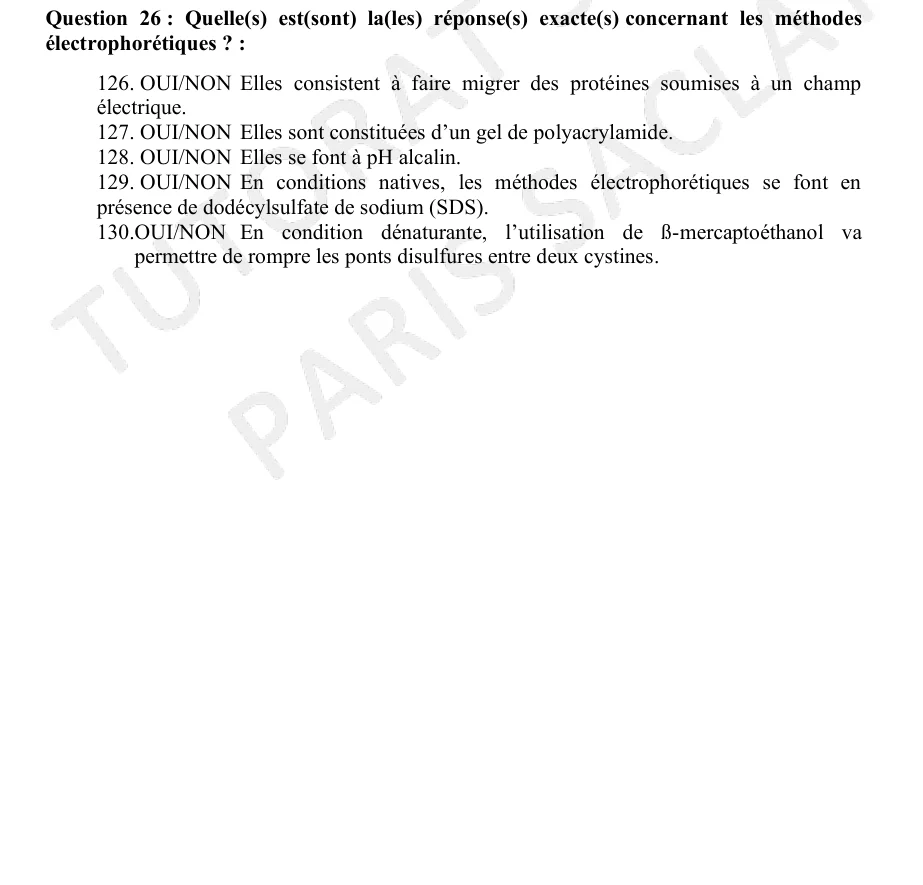 Question 26 : Quelle(s) est(sont) la(les) réponse(s) exacte(s) concernant les méthodes
électrophorétiques ? :
126. OUI/NON Elles consistent à faire migrer des protéines soumises à un champ
électrique.
127. OUI/NON Elles sont constituées d’un gel de polyacrylamide.
128. OUI/NON Elles se font à pH alcalin.
129. OUI/NON En conditions natives, les méthodes électrophorétiques se font en
présence de dodécylsulfate de sodium (SDS).
130.OUI/NON En condition dénaturante, l’utilisation de ß-mercaptoéthanol va
permettre de rompre les ponts disulfures entre deux cystines.
TUTORAT
PARIS SACLA